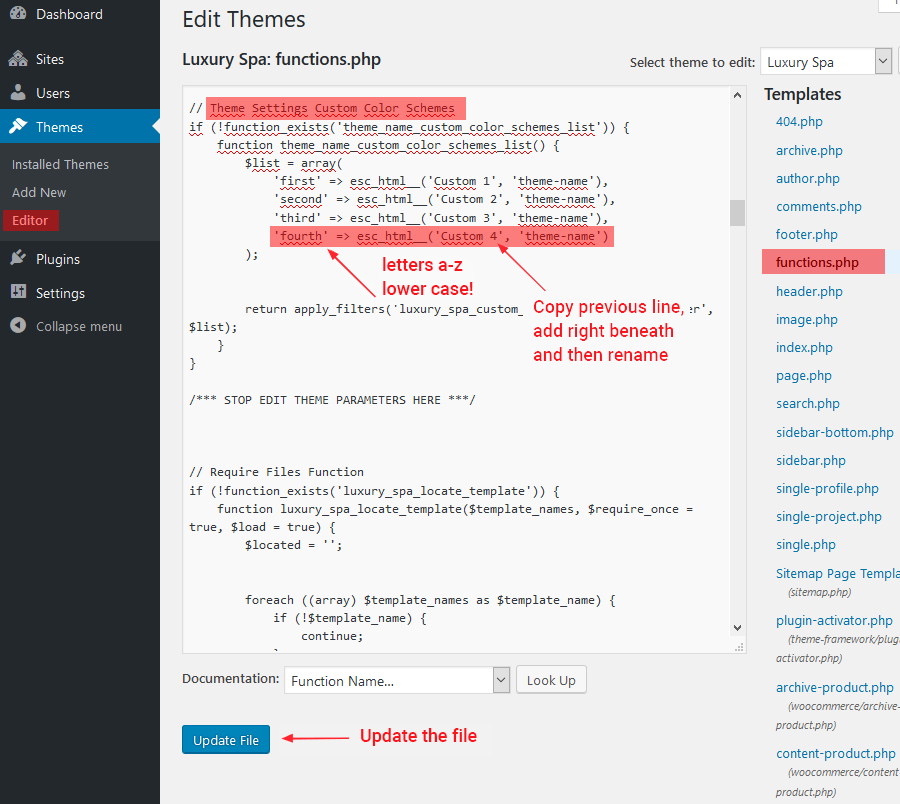 Dashboard
Sites
Users
Themes
Installed Themes
Add New
Editor
Plugins
Settings
Collapse menu
Edit Themes
Luxury Spa: functions.php
Select theme to edit: Luxury Spa
// Theme Settings Custom Color Schemes
if (!function_exists('theme_name_custom_color_schemes_list')) {
function theme_name_custom_color_schemes_list() {
$list = array(
'first' => esc_html__('Custom 1', 'theme-name'),
'second' => esc_html__('Custom 2', 'theme-name'),
'third' => esc_html__('Custom 3', 'theme-name'),
'fourth' => esc_html__('Custom 4', 'theme-name')
);
letters a-z
lower case!
Copy previous line,
add right beneath
and then rename
return apply_filters('luxury_spa_custom_ er',
$list);
}
}
/*** STOP EDIT THEME PARAMETERS HERE ***/
// Require Files Function
if (!function_exists('luxury_spa_locate_template')) {
function luxury_spa_locate_template($template_names, $require_once =
true, $load = true) {
$located = '';
foreach ((array) $template_names as $template_name) {
if (!$template_name) {
continue;
Documentation: Function Name... Look Up
Update File
Update the file
Templates
404.php
archive.php
author.php
comments.php
footer.php
functions.php
header.php
image.php
index.php
page.php
search.php
sidebar-bottom.php
sidebar.php
single-profile.php
single-project.php
single.php
Sitemap Page Templa
(sitemap.php)
plugin-activator.php
(theme-framework/plug
activator.php)
archive-product.php
(woocommerce/archive-
product.php)
content-product.php
(woocommerce/content
product.php)